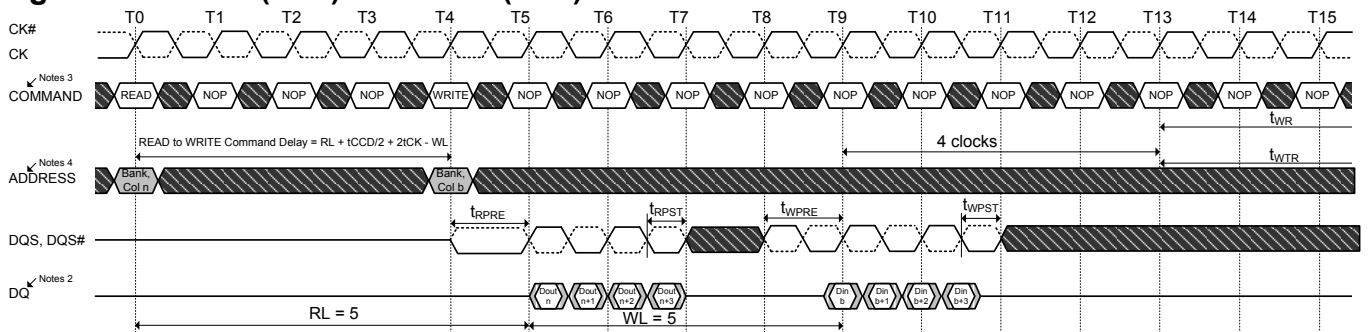 T0 T1 T2 T3 T4 T5 T6 T7 T8 T9 T10 T11 T12 T13 T14 T15
CK#
CK
Notes 3
COMMAND READ NOP NOP NOP WRITE NOP NOP NOP NOP NOP NOP NOP NOP NOP NOP NOP
READ to WRITE Command Delay = RL + tCCD/2 + 2tCK - WL
4 clocks
tWR
tWTR
Notes 4
ADDRESS
Bank, Col n
Bank, Col b
tRPRE tRPST tWPRE tWPST
DQS, DQS#
Notes 2
DQ
Dout n
Dout n+1
Dout n+2
Dout n+3
Din b
Din b+1
Din b+2
Din b+3
RL = 5 WL = 5